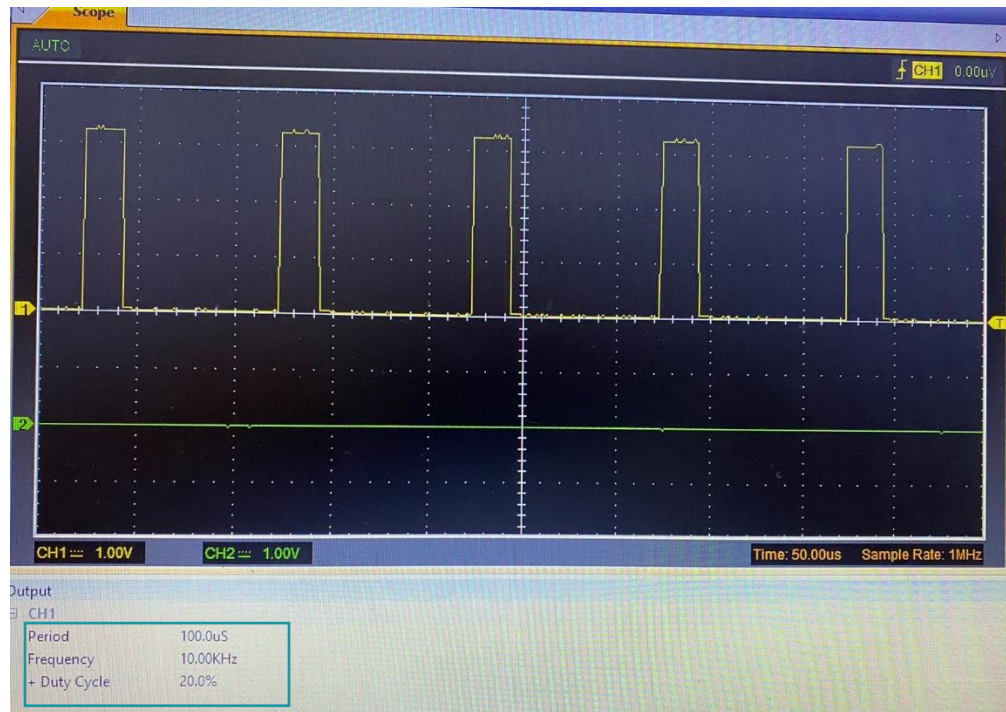 Scope
AUTO
CH1 0.00uV
1
T
2
CH1 1.00V CH2 1.00V Time: 50.00us Sample Rate: 1MHz
Output
CH1
Period 100.0uS
Frequency 10.00KHz
+ Duty Cycle 20.0%